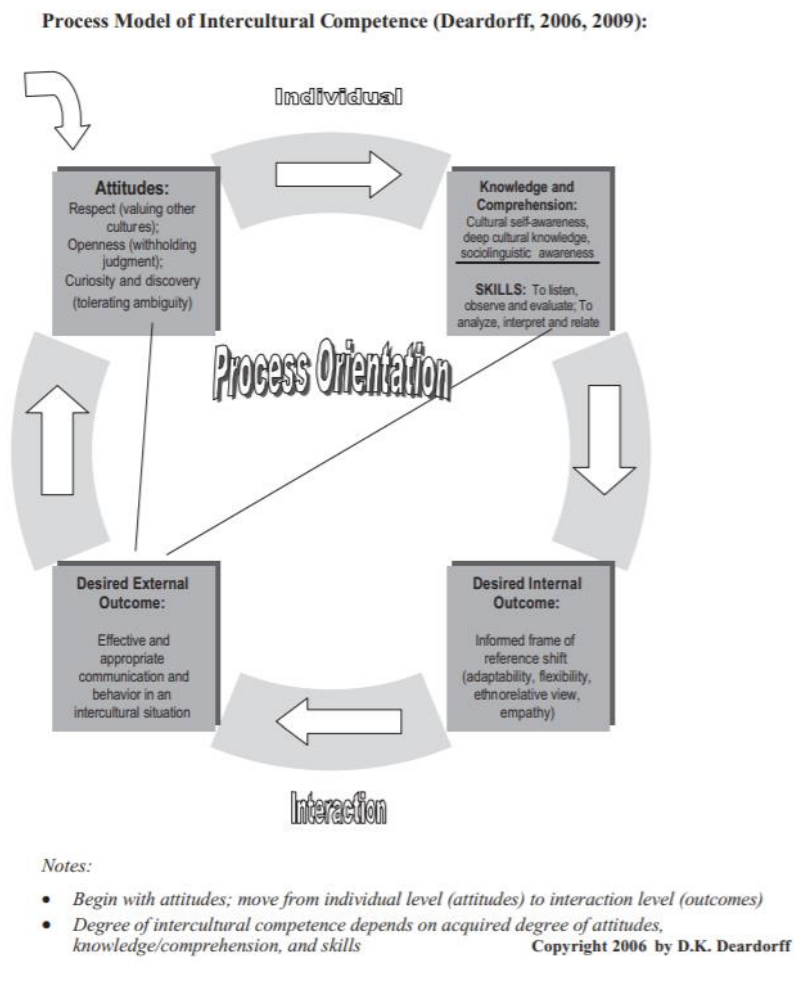 Process Model of Intercultural Competence (Deardorff, 2006, 2009):
Individual
Attitudes:
Respect (valuing other
cultures);
Openness (withholding
judgment);
Curiosity and discovery
(tolerating ambiguity)
Knowledge and
Comprehension:
Cultural self-awareness,
deep cultural knowledge,
sociolinguistic awareness
SKILLS: To listen,
observe and evaluate; To
analyze, interpret and relate
Process Orientation
Desired External
Outcome:
Effective and
appropriate
communication and
behavior in an
intercultural situation
Desired Internal
Outcome:
Informed frame of
reference shift
(adaptability, flexibility,
ethnorelative view,
empathy)
Interaction
Notes:
• Begin with attitudes; move from individual level (attitudes) to interaction level (outcomes)
• Degree of intercultural competence depends on acquired degree of attitudes,
knowledge/comprehension, and skills Copyright 2006 by D.K. Deardorff